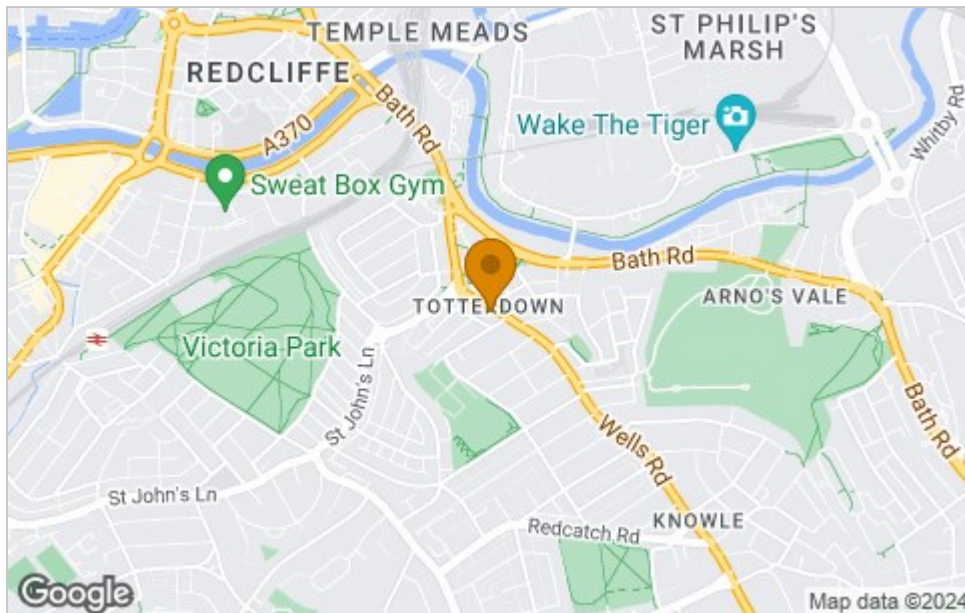 TEMPLE MEADS
ST PHILIP'S
MARSH
REDCLIFFE
Bath Rd
Whitby Rd
A370
Wake The Tiger
Sweat Box Gym
Bath Rd
TOTTERDOWN
ARNO'S VALE
Victoria Park
St John's Ln
Bath Rd
Wells Rd
St John's Ln
Redcatch Rd
KNOWLE
Google
Map data ©2024